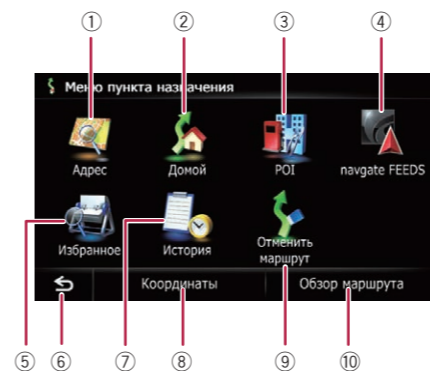 ① ② ③ ④
Меню пункта назначения
Адрес Домой POI navgate FEEDS
Избранное История Отменить
маршрут
Координаты Обзор маршрута
⑤ ⑥ ⑦ ⑧ ⑨ ⑩